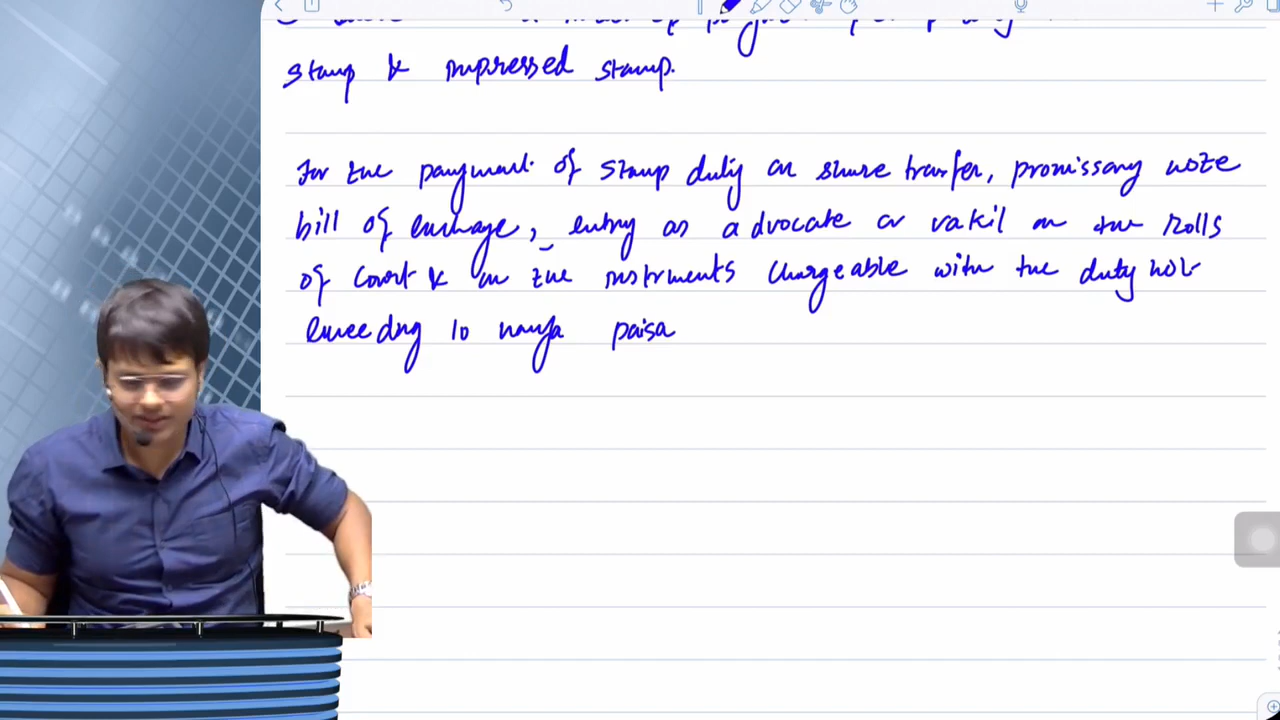 stamp & impressed stamp.
For the payment of stamp duty on share transfer, promissory note
bill of exchange, entry as advocate or vakil on the rolls
of court & on the instruments chargeable with the duty not
exceeding 10 naya paisa